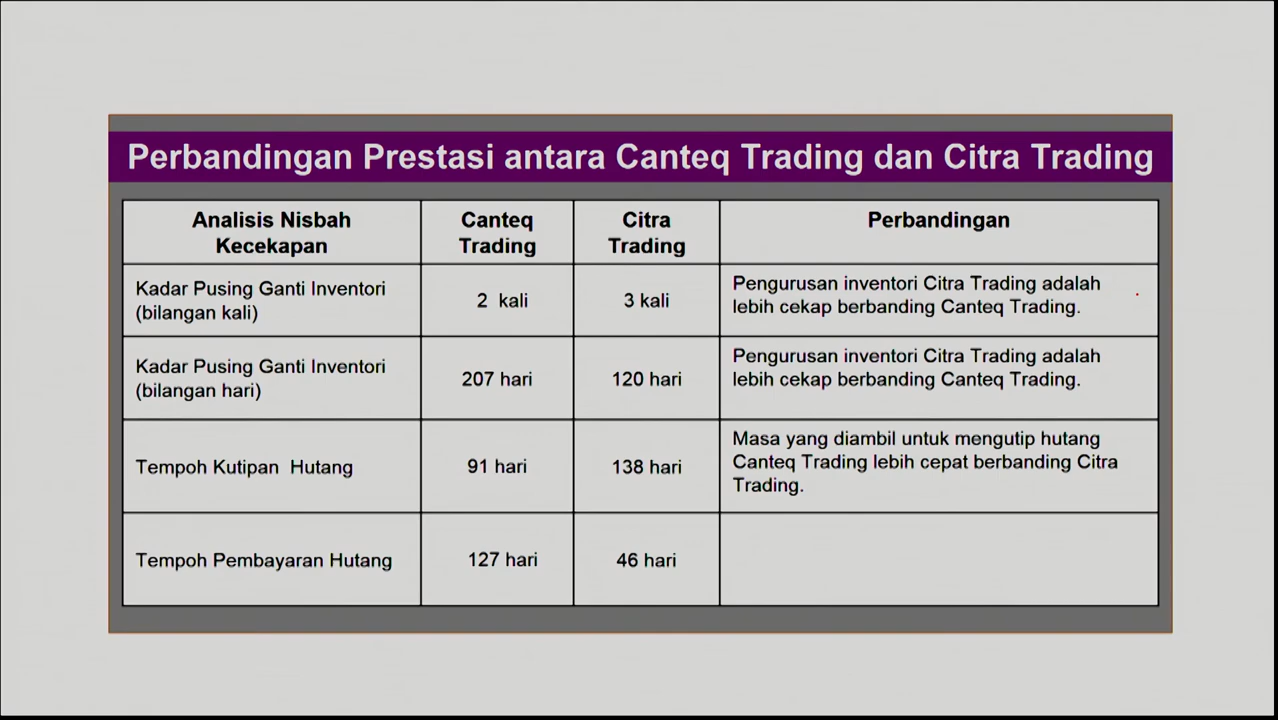 Perbandingan Prestasi antara Canteq Trading dan Citra Trading
Analisis Nisbah
Kecekapan
Canteq
Trading
Citra
Trading
Perbandingan
Kadar Pusing Ganti Inventori
(bilangan kali)
2 kali
3 kali
Pengurusan inventori Citra Trading adalah
lebih cekap berbanding Canteq Trading.
Kadar Pusing Ganti Inventori
(bilangan hari)
207 hari
120 hari
Pengurusan inventori Citra Trading adalah
lebih cekap berbanding Canteq Trading.
Tempoh Kutipan Hutang
91 hari
138 hari
Masa yang diambil untuk mengutip hutang
Canteq Trading lebih cepat berbanding Citra
Trading.
Tempoh Pembayaran Hutang
127 hari
46 hari